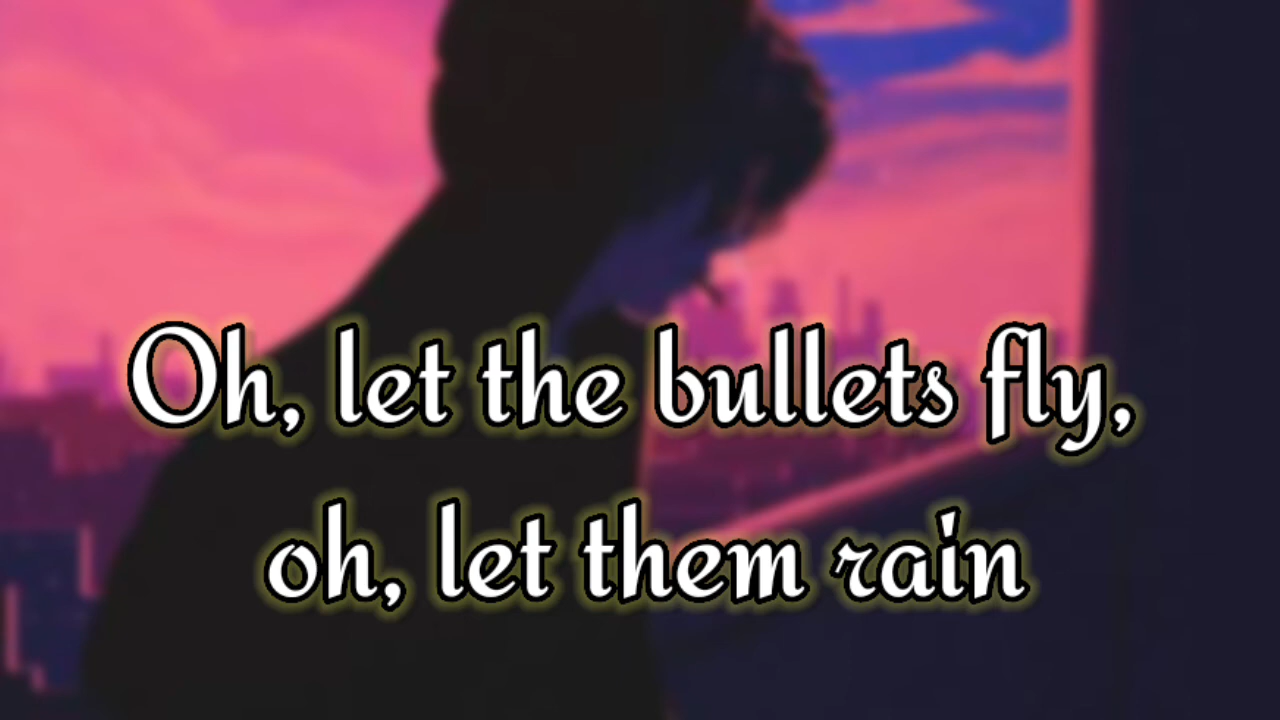 Oh, let the bullets fly,
oh, let them rain